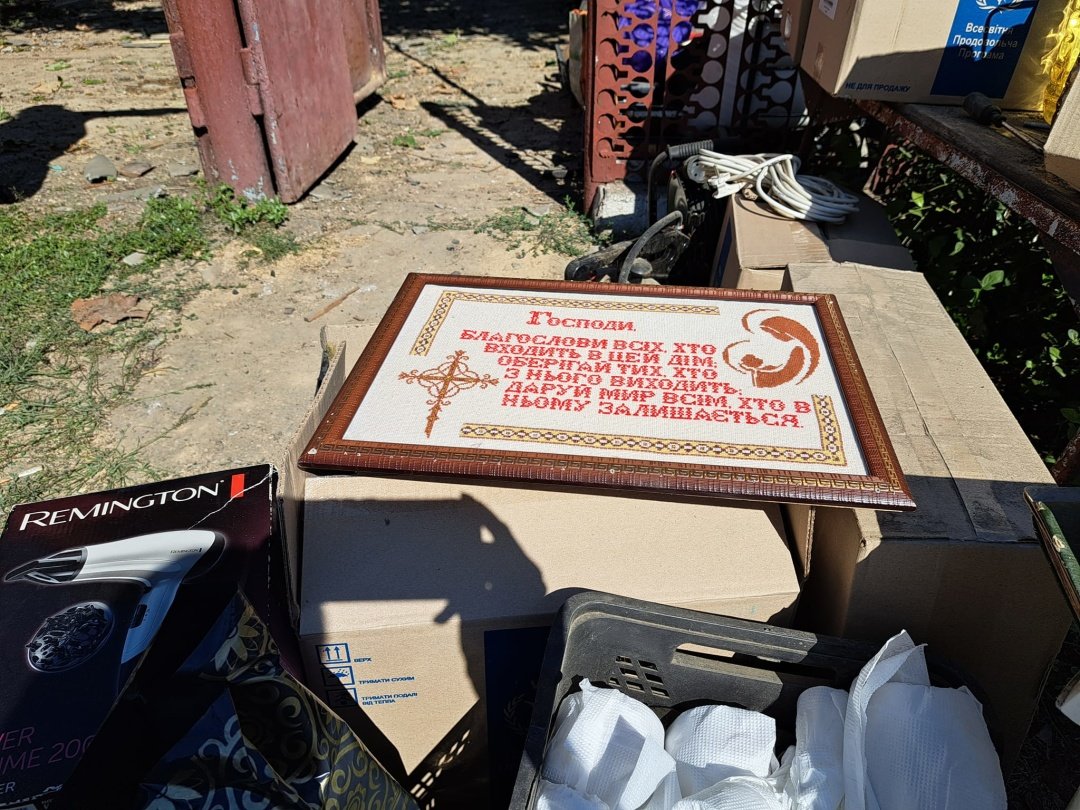 Всесвітня
Продовольча
Програма
НЕ ДЛЯ ПРОДАЖУ
Господи,
БЛАГОСЛОВИ ВСІХ, ХТО
ВХОДИТЬ В ЦЕЙ ДІМ,
ОБЕРІГАЙ ТИХ, ХТО
З НЬОГО ВИХОДИТЬ,
ДАРУЙ МИР ВСІМ, ХТО В
НЬОМУ ЗАЛИШАЄТЬСЯ.
REMINGTON
REMINGTON
ВЕРХ
ТРИМАТИ СУХИМ
ТРИМАТИ ПОДАЛІ
ВІД ТЕПЛА